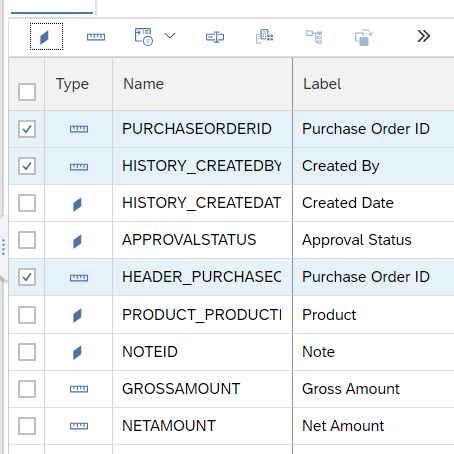 Type Name Label
PURCHASEORDERID Purchase Order ID
HISTORY_CREATEDBY Created By
HISTORY_CREATEDAT Created Date
APPROVALSTATUS Approval Status
HEADER_PURCHASEC Purchase Order ID
PRODUCT_PRODUCTI Product
NOTEID Note
GROSSAMOUNT Gross Amount
NETAMOUNT Net Amount